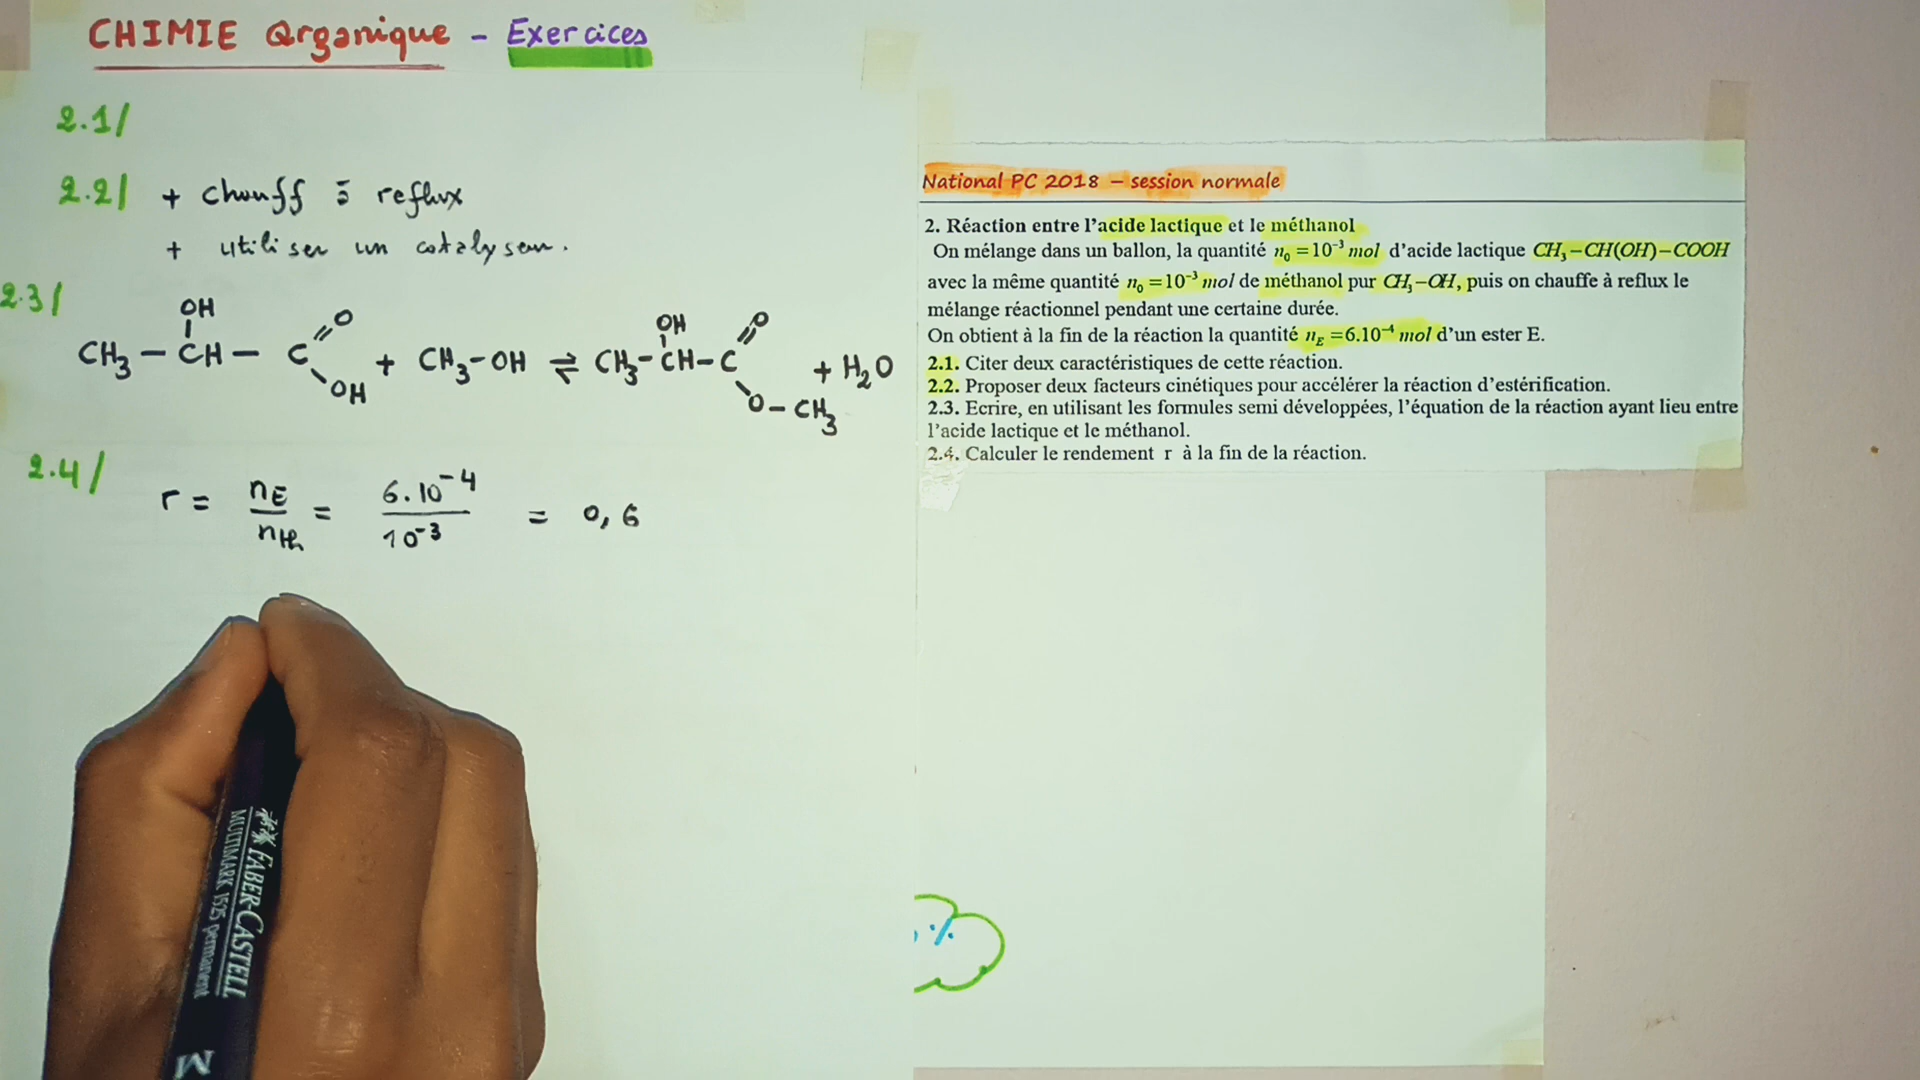 CHIMIE Organique - Exercices
2.1/
2.2/ + chauff à reflux
+ utiliser un catalyseur.
2.3/
OH
CH₃ — CH — C
O
OH
+ CH₃-OH ⇌ CH₃-CH-C
OH
O
O-CH₃
+ H₂O
2.4/
r = nE/nth = 6.10⁻⁴/10⁻³ = 0,6
FABER-CASTELL
MULTIMARK 1525 permanent
M
National PC 2018 – session normale
2. Réaction entre l'acide lactique et le méthanol
On mélange dans un ballon, la quantité n₀ =10⁻³ mol d'acide lactique CH₃–CH(OH)–COOH
avec la même quantité n₀ =10⁻³ mol de méthanol pur CH₃–OH, puis on chauffe à reflux le
mélange réactionnel pendant une certaine durée.
On obtient à la fin de la réaction la quantité nE =6.10⁻⁴ mol d'un ester E.
2.1. Citer deux caractéristiques de cette réaction.
2.2. Proposer deux facteurs cinétiques pour accélérer la réaction d'estérification.
2.3. Ecrire, en utilisant les formules semi développées, l'équation de la réaction ayant lieu entre
l'acide lactique et le méthanol.
2.4. Calculer le rendement r à la fin de la réaction.
%